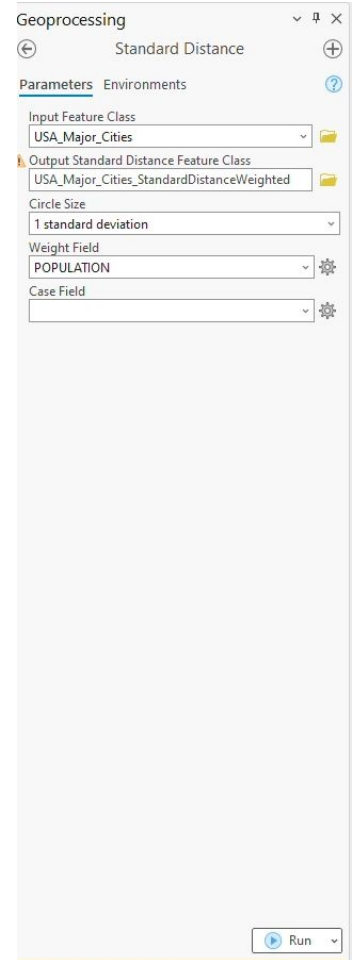 Geoprocessing
Standard Distance
Parameters Environments
Input Feature Class
USA_Major_Cities
Output Standard Distance Feature Class
USA_Major_Cities_StandardDistanceWeighted
Circle Size
1 standard deviation
Weight Field
POPULATION
Case Field
Run